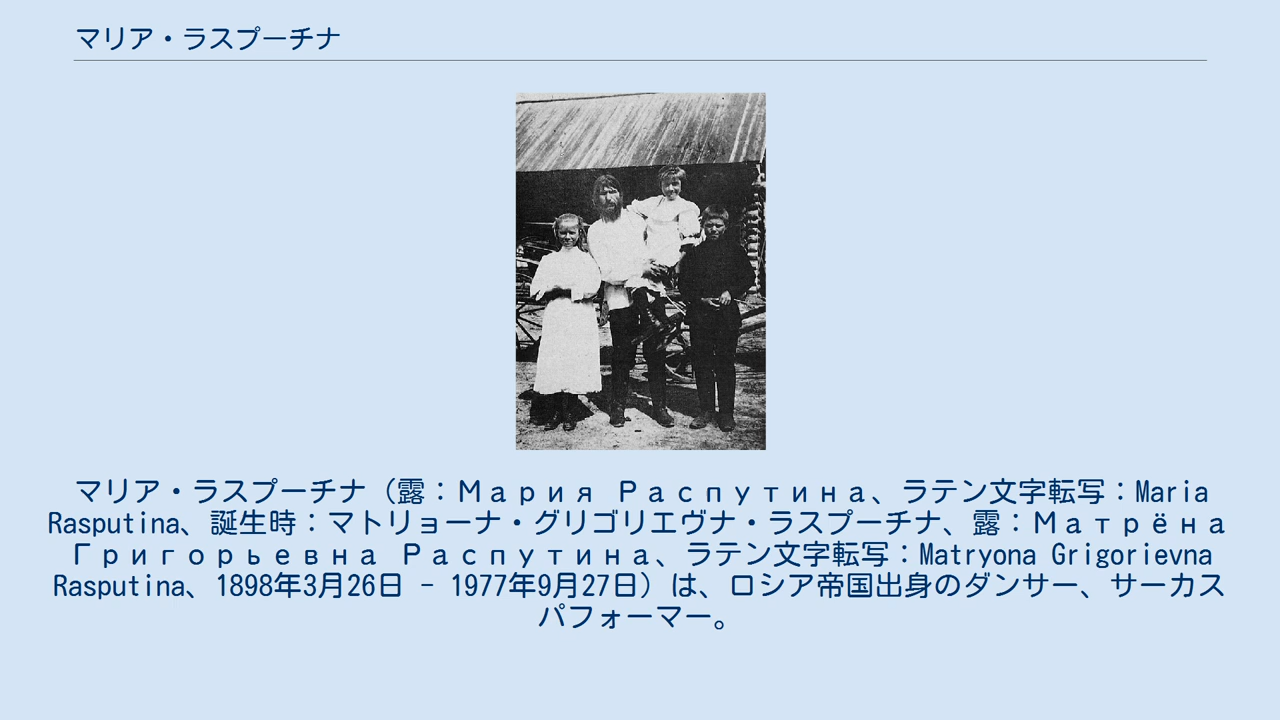 マリア・ラスプーチナ
マリア・ラスプーチナ（露：Мария Распутина、ラテン文字転写：Maria
Rasputina、誕生時：マトリョーナ・グリゴリエヴナ・ラスプーチナ、露：Матрёна
Григорьевна Распутина、ラテン文字転写：Matryona Grigorievna
Rasputina、1898年3月26日 - 1977年9月27日）は、ロシア帝国出身のダンサー、サーカス
パフォーマー。